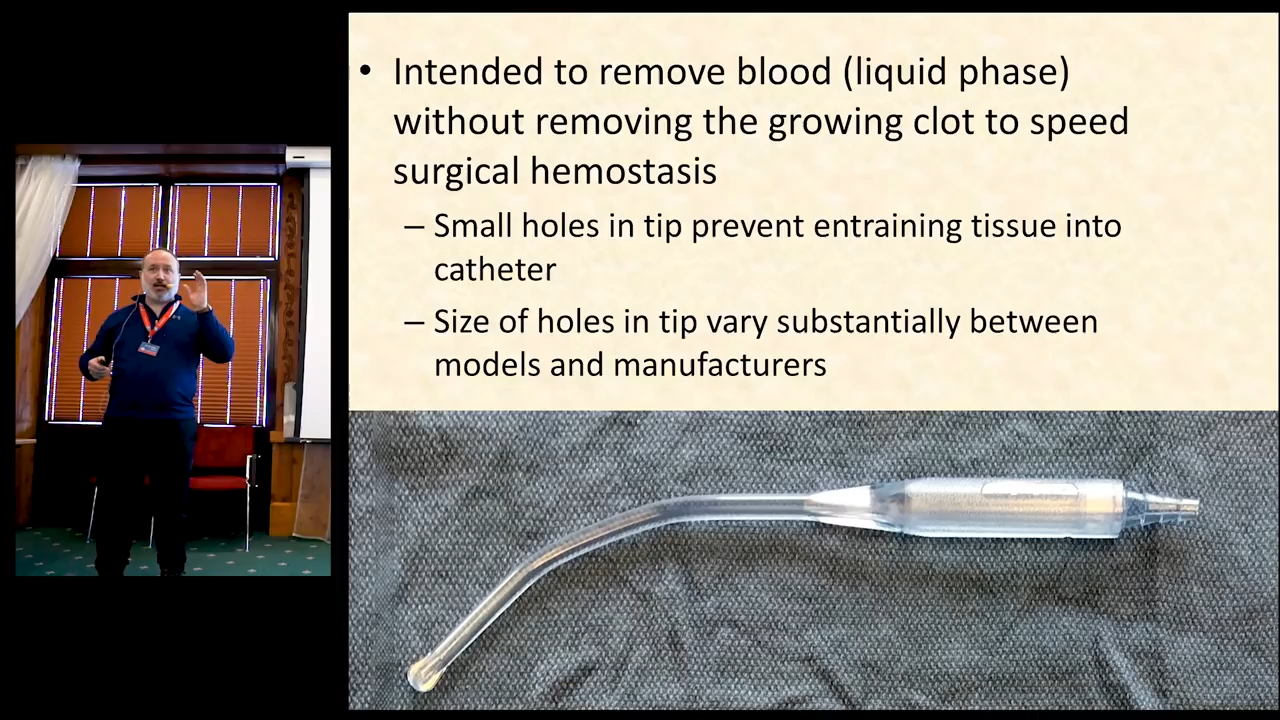 • Intended to remove blood (liquid phase)
without removing the growing clot to speed
surgical hemostasis
– Small holes in tip prevent entraining tissue into
catheter
– Size of holes in tip vary substantially between
models and manufacturers